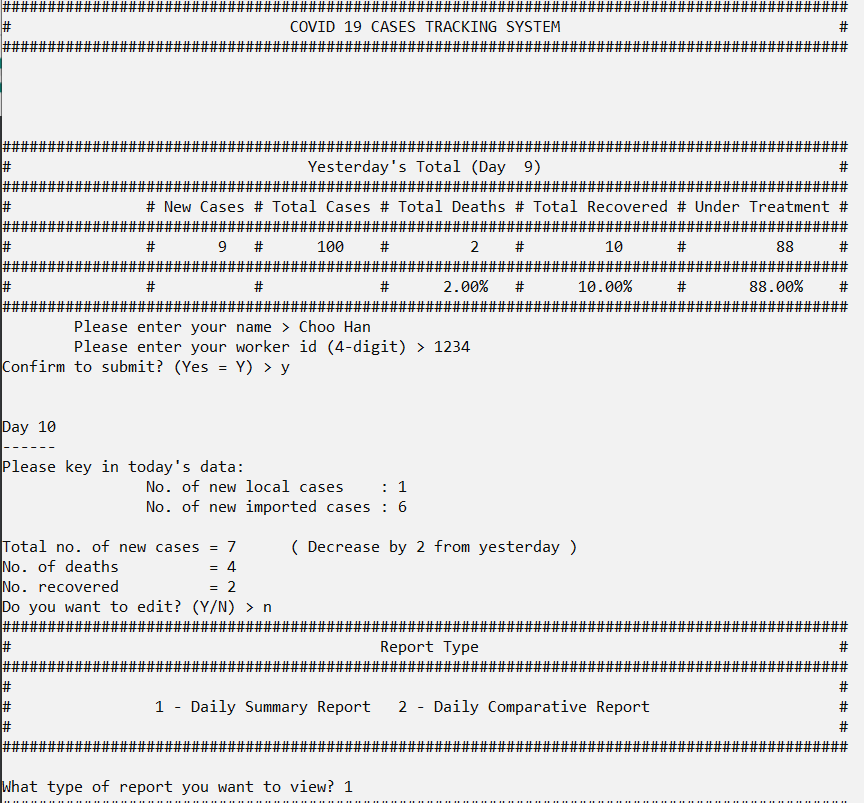 ##############################################################################################
#                               COVID 19 CASES TRACKING SYSTEM                               #
##############################################################################################
##############################################################################################
#                                 Yesterday's Total (Day  9)                                 #
##############################################################################################
#               # New Cases # Total Cases # Total Deaths # Total Recovered # Under Treatment #
##############################################################################################
#               #       9   #      100    #         2    #         10      #          88     #
##############################################################################################
#               #           #             #      2.00%   #      10.00%     #       88.00%    #
##############################################################################################
        Please enter your name > Choo Han
        Please enter your worker id (4-digit) > 1234
Confirm to submit? (Yes = Y) > y
Day 10
------
Please key in today's data:
                No. of new local cases    : 1
                No. of new imported cases : 6
Total no. of new cases = 7      ( Decrease by 2 from yesterday )
No. of deaths          = 4
No. recovered          = 2
Do you want to edit? (Y/N) > n
##############################################################################################
#                                         Report Type                                        #
##############################################################################################
#                                                                                            #
#                1 - Daily Summary Report   2 - Daily Comparative Report                     #
#                                                                                            #
##############################################################################################
What type of report you want to view? 1